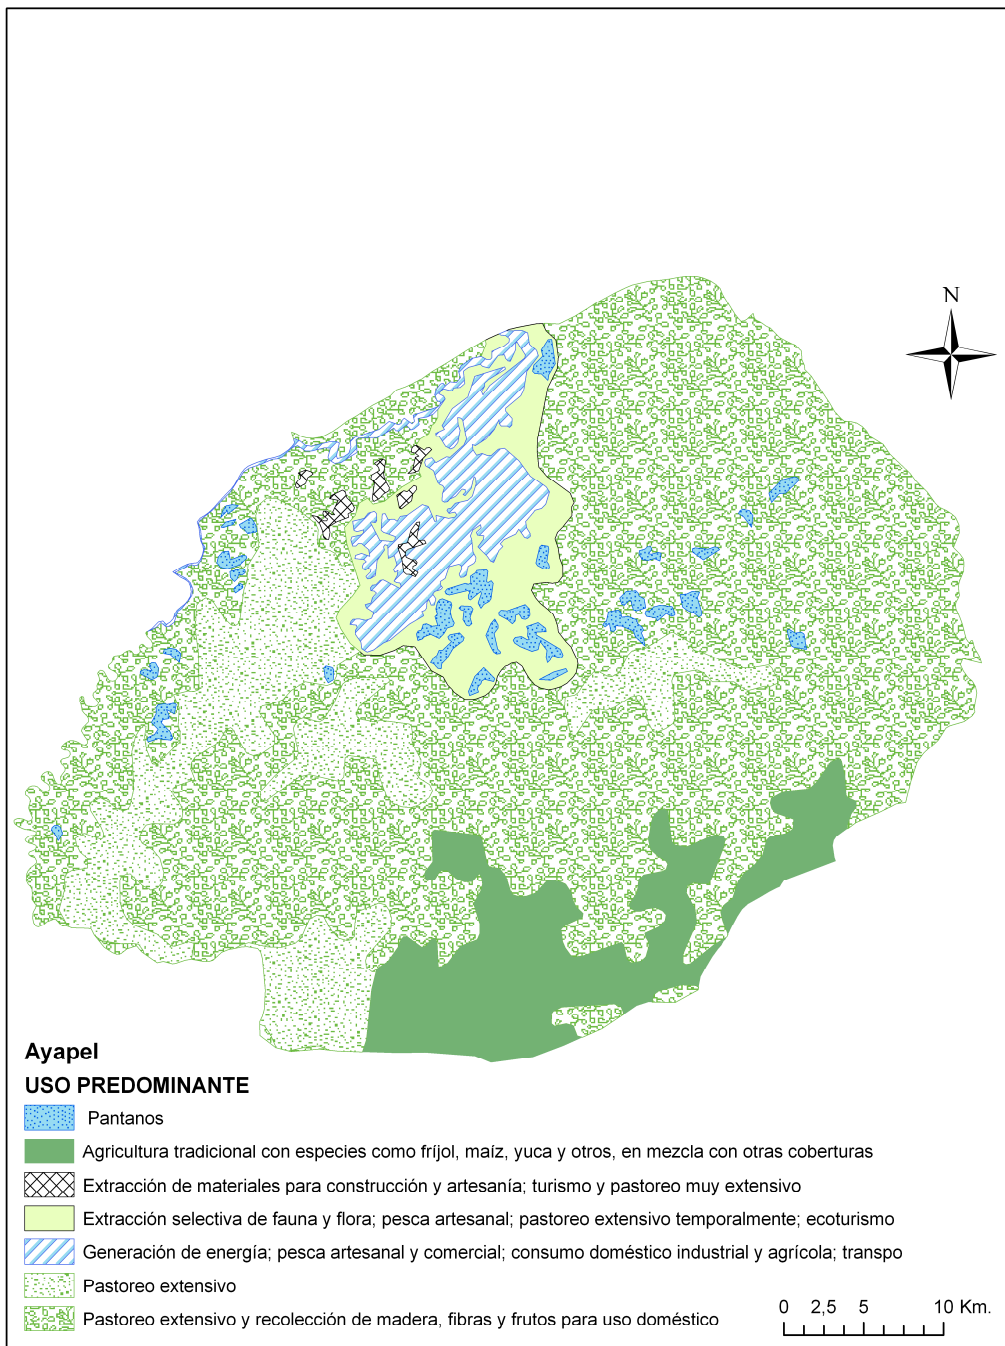 N
Ayapel
USO PREDOMINANTE
Pantanos
Agricultura tradicional con especies como fríjol, maíz, yuca y otros, en mezcla con otras coberturas
Extracción de materiales para construcción y artesanía; turismo y pastoreo muy extensivo
Extracción selectiva de fauna y flora; pesca artesanal; pastoreo extensivo temporalmente; ecoturismo
Generación de energía; pesca artesanal y comercial; consumo doméstico industrial y agrícola; transpo
Pastoreo extensivo
Pastoreo extensivo y recolección de madera, fibras y frutos para uso doméstico
0 2,5 5 10 Km.